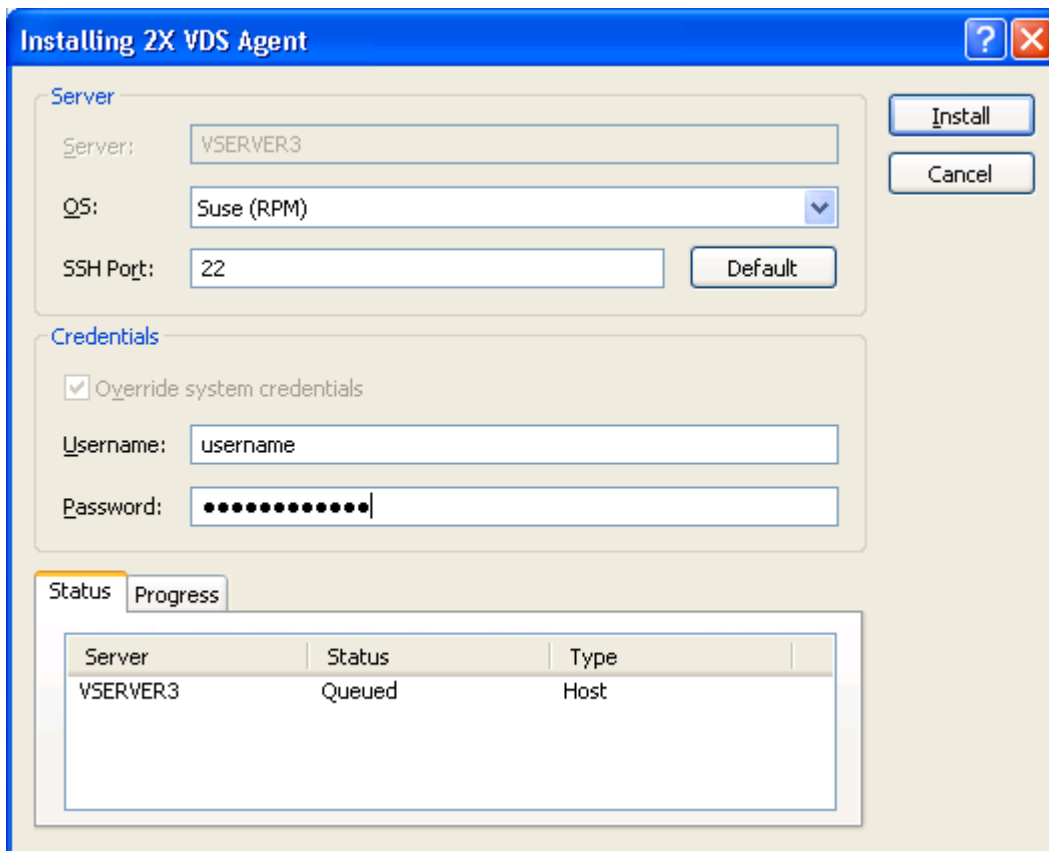 Installing 2X VDS Agent
?
Server
Install
Server: VSERVER3
Cancel
OS: Suse (RPM)
SSH Port: 22 Default
Credentials
Override system credentials
Username: username
Password: ●●●●●●●●●●●●
Status Progress
Server Status Type
VSERVER3 Queued Host